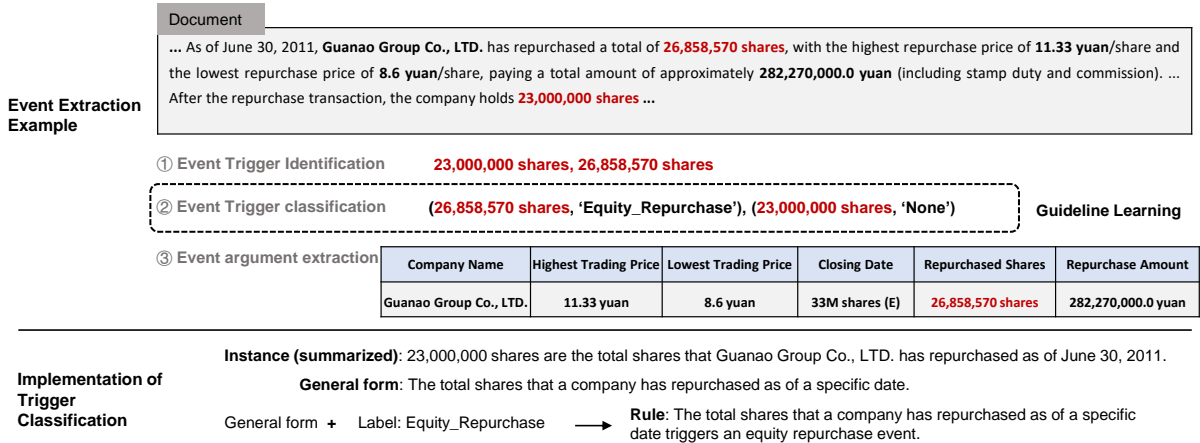 Document
... As of June 30, 2011, Guanao Group Co., LTD. has repurchased a total of 26,858,570 shares, with the highest repurchase price of 11.33 yuan/share and
the lowest repurchase price of 8.6 yuan/share, paying a total amount of approximately 282,270,000.0 yuan (including stamp duty and commission). ...
After the repurchase transaction, the company holds 23,000,000 shares ...
Event Extraction
Example
① Event Trigger Identification 23,000,000 shares, 26,858,570 shares
② Event Trigger classification (26,858,570 shares, ‘Equity_Repurchase’), (23,000,000 shares, ‘None’) Guideline Learning
③ Event argument extraction
Company Name Highest Trading Price Lowest Trading Price Closing Date Repurchased Shares Repurchase Amount
Guanao Group Co., LTD. 11.33 yuan 8.6 yuan 33M shares (E) 26,858,570 shares 282,270,000.0 yuan
Implementation of
Trigger
Classification
Instance (summarized): 23,000,000 shares are the total shares that Guanao Group Co., LTD. has repurchased as of June 30, 2011.
General form: The total shares that a company has repurchased as of a specific date.
General form + Label: Equity_Repurchase
Rule: The total shares that a company has repurchased as of a specific
date triggers an equity repurchase event.